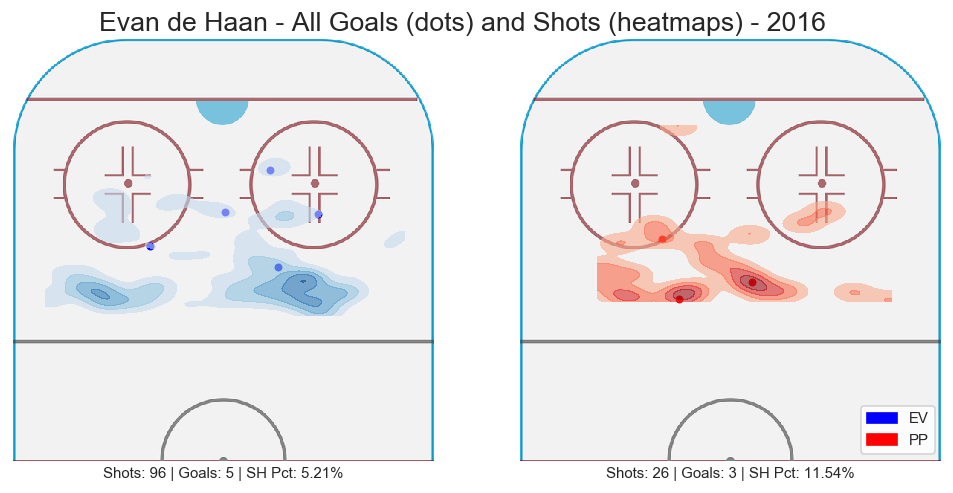 Evan de Haan - All Goals (dots) and Shots (heatmaps) - 2016
EV
PP
Shots: 96 | Goals: 5 | SH Pct: 5.21%
Shots: 26 | Goals: 3 | SH Pct: 11.54%